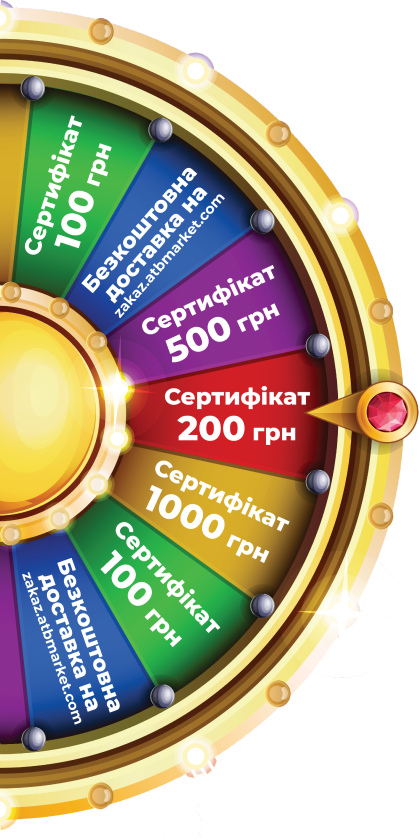 Сертифікат
100 грн
Безкоштовна
доставка на
zakaz.atbmarket.com
Сертифікат
500 грн
Сертифікат
200 грн
Сертифікат
1000 грн
Сертифікат
100 грн
Безкоштовна
доставка на
zakaz.atbmarket.com